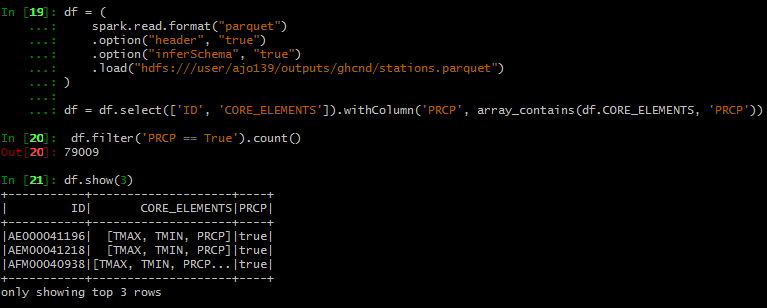 In [19]: df = (
    ...:     spark.read.format("parquet")
    ...:     .option("header", "true")
    ...:     .option("inferSchema", "true")
    ...:     .load("hdfs:///user/ajo139/outputs/ghcnd/stations.parquet")
    ...: )
    ...:
    ...: df = df.select(['ID', 'CORE_ELEMENTS']).withColumn('PRCP', array_contains(df.CORE_ELEMENTS, 'PRCP'))
In [20]:  df.filter('PRCP == True').count()
Out[20]: 79009
In [21]: df.show(3)
+-----------+--------------------+----+
|         ID|       CORE_ELEMENTS|PRCP|
+-----------+--------------------+----+
|AE000041196|  [TMAX, TMIN, PRCP]|true|
|AEM00041218|  [TMAX, TMIN, PRCP]|true|
|AFM00040938|[TMAX, TMIN, PRCP...|true|
+-----------+--------------------+----+
only showing top 3 rows